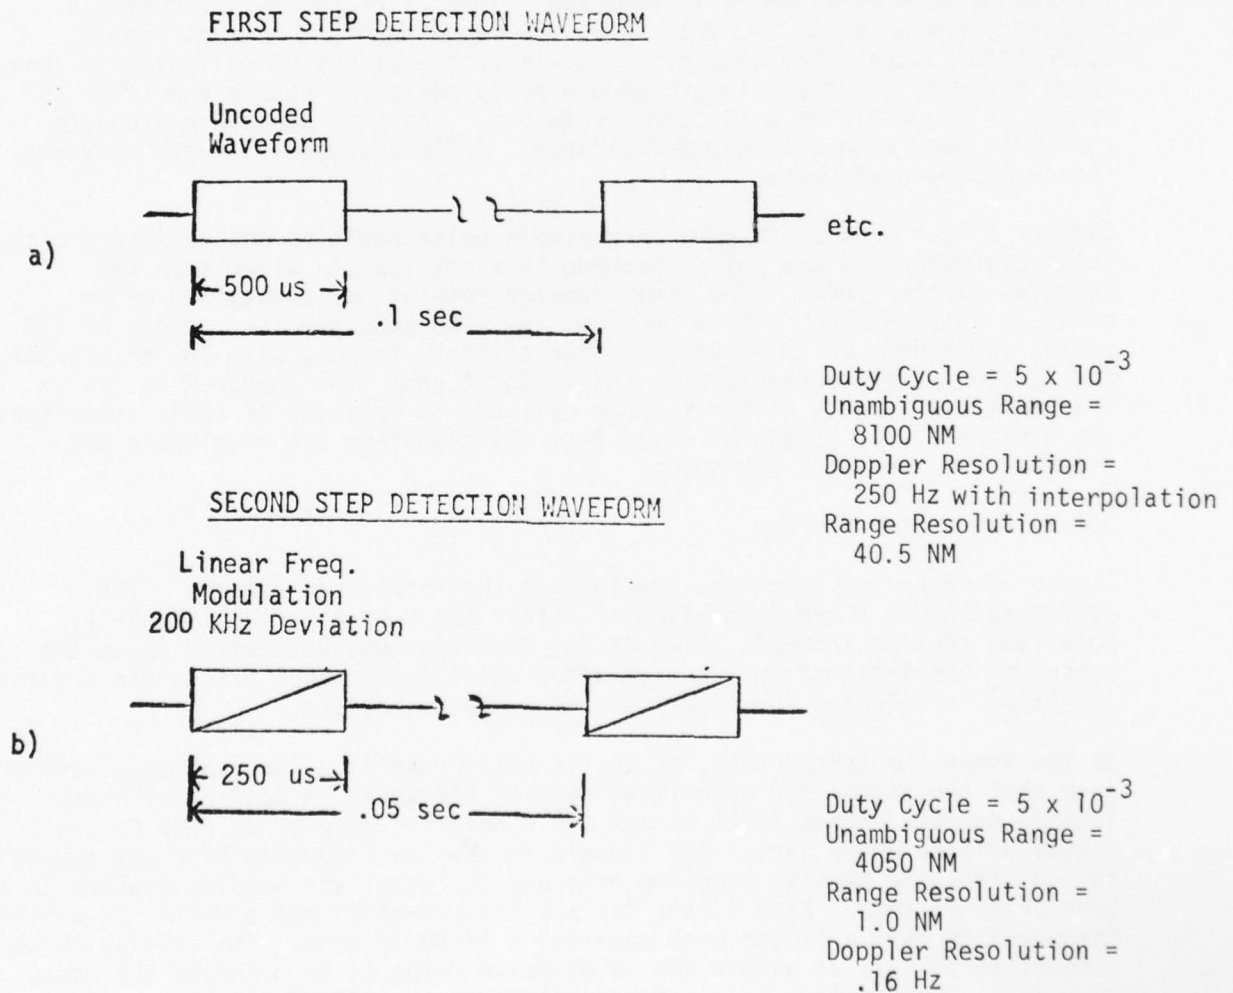 FIRST STEP DETECTION WAVEFORM
Uncoded
Waveform
etc.
a)
500 us
.1 sec
Duty Cycle = 5 x 10-3
Unambiguous Range =
8100 NM
Doppler Resolution =
250 Hz with interpolation
Range Resolution =
40.5 NM
SECOND STEP DETECTION WAVEFORM
Linear Freq.
Modulation
200 KHz Deviation
b)
250 us
.05 sec
Duty Cycle = 5 x 10-3
Unambiguous Range =
4050 NM
Range Resolution =
1.0 NM
Doppler Resolution =
.16 Hz